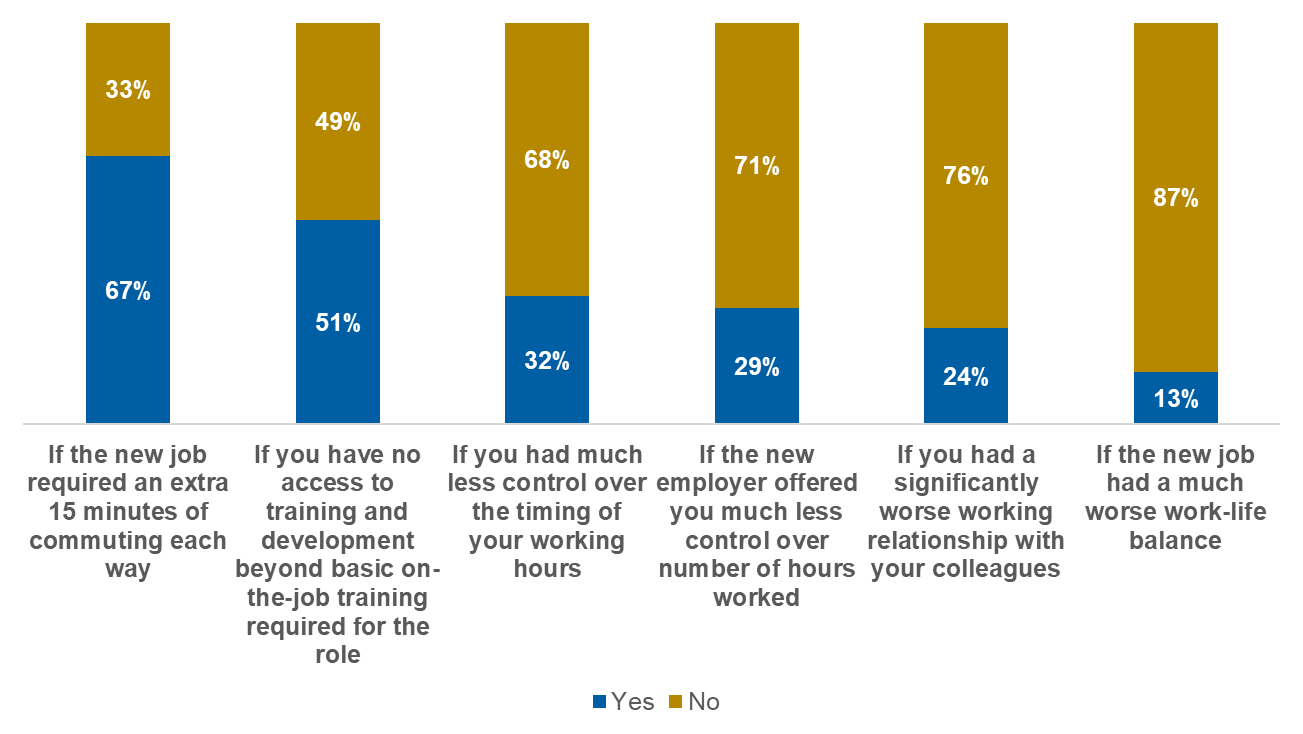 33%
49%
68%
71%
76%
87%
67%
51%
32%
29%
24%
13%
If the new job
required an extra
15 minutes of
commuting each
way
If you have no
access to
training and
development
beyond basic on-
the-job training
required for the
role
If you had much
less control over
the timing of
your working
hours
If the new
employer offered
you much less
control over
number of hours
worked
If you had a
significantly
worse working
relationship with
your colleagues
If the new job
had a much
worse work-life
balance
Yes
No